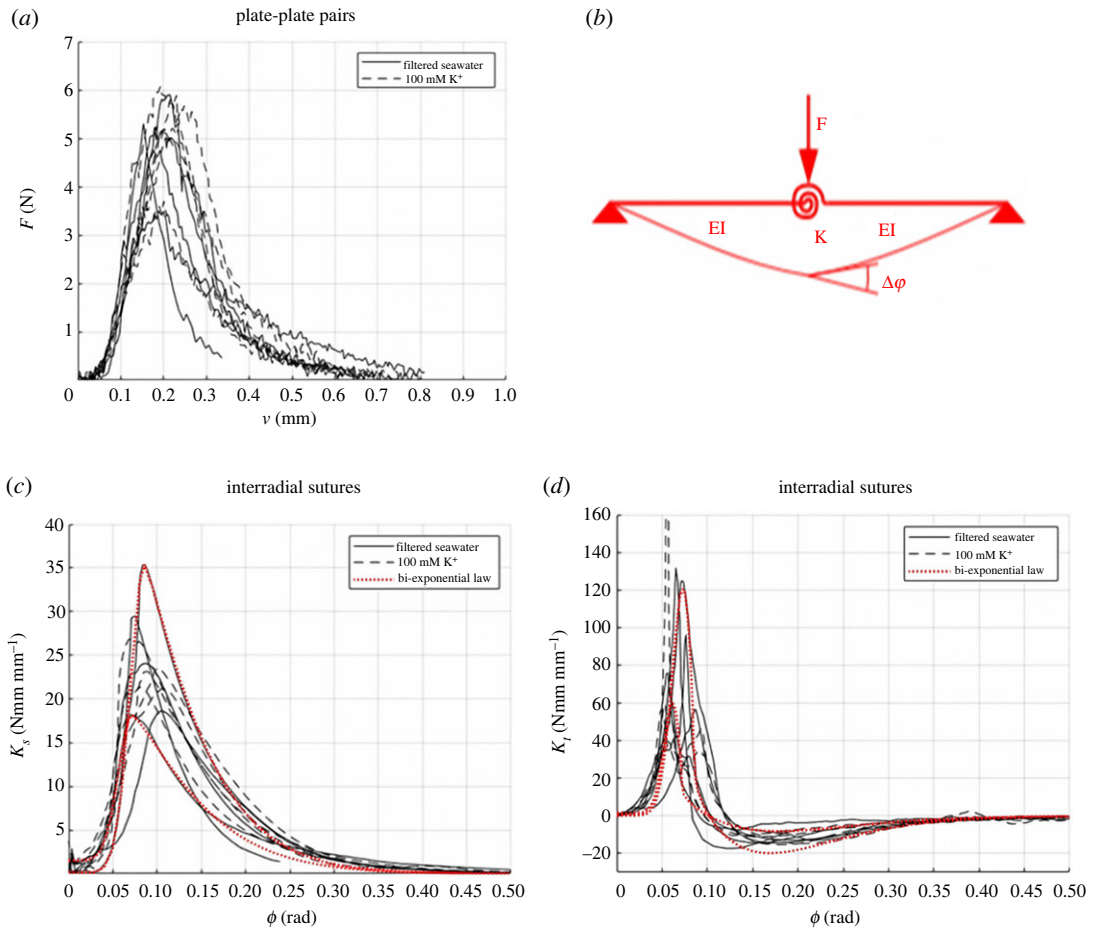 (a)
plate-plate pairs
7
6
5
4
3
2
1
F (N)
filtered seawater
100 mM K⁺
0 0.1 0.2 0.3 0.4 0.5 0.6 0.7 0.8 0.9 1.0
v (mm)
(b)
F
EI
K
EI
Δφ
(c)
interradial sutures
40
35
30
25
20
15
10
5
Kₛ (Nmm mm⁻¹)
filtered seawater
100 mM K⁺
bi-exponential law
0 0.05 0.10 0.15 0.20 0.25 0.30 0.35 0.40 0.45 0.50
ϕ (rad)
(d)
interradial sutures
160
140
120
100
80
60
40
20
0
–20
Kₜ (Nmm mm⁻¹)
filtered seawater
100 mM K⁺
bi-exponential law
0 0.05 0.10 0.15 0.20 0.25 0.30 0.35 0.40 0.45 0.50
ϕ (rad)